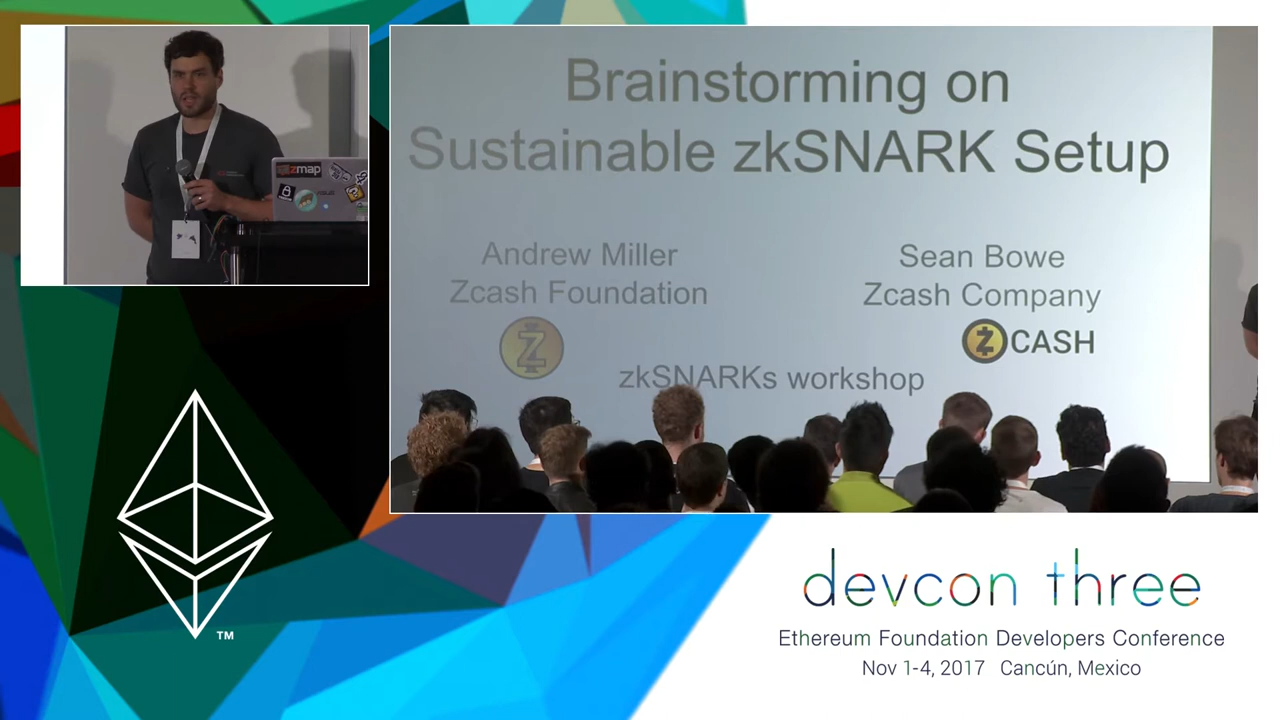 Brainstorming on
Sustainable zkSNARK Setup
Andrew Miller
Zcash Foundation
Sean Bowe
Zcash Company
ZCASH
zkSNARKs workshop
zmap
TM
devcon three
Ethereum Foundation Developers Conference
Nov 1-4, 2017 Cancún, Mexico